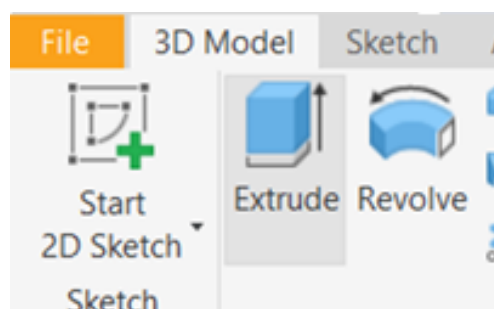 File 3D Model Sketch
Start
2D Sketch
Extrude Revolve
Sketch